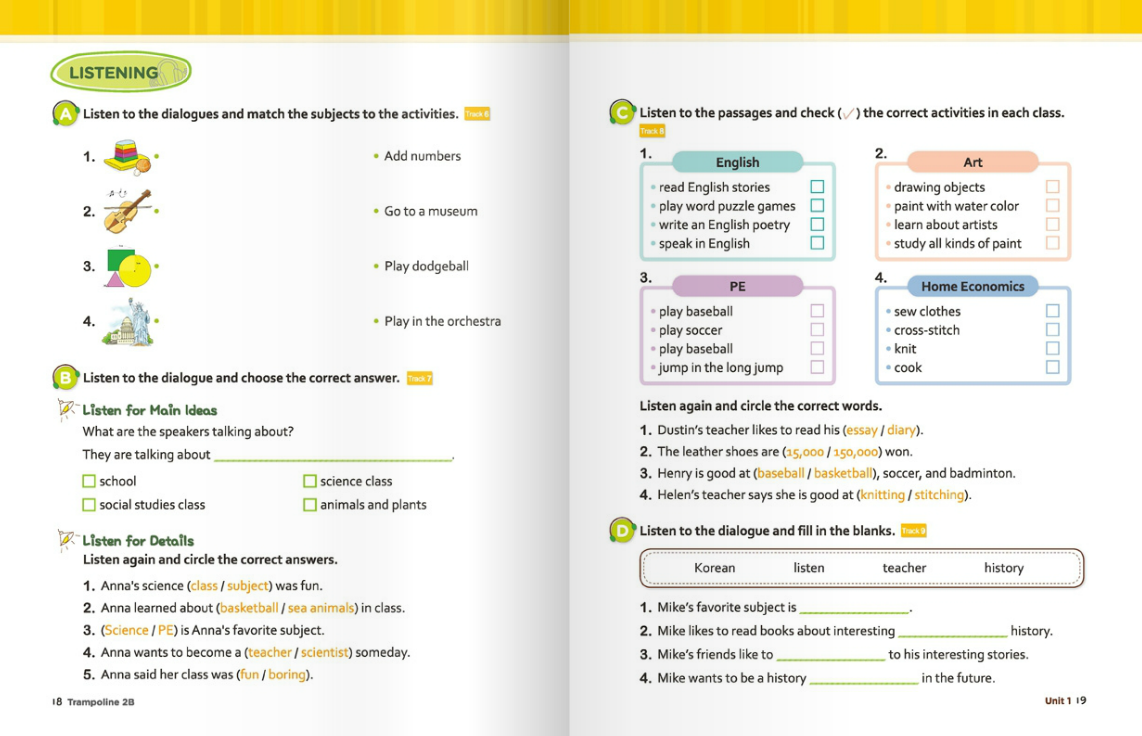 LISTENING
A Listen to the dialogues and match the subjects to the activities. Track 6
1.
• Add numbers
2.
• Go to a museum
3.
• Play dodgeball
4.
• Play in the orchestra
B Listen to the dialogue and choose the correct answer. Track 7
Listen for Main Ideas
What are the speakers talking about?
They are talking about ____________________.
school
science class
social studies class
animals and plants
Listen for Details
Listen again and circle the correct answers.
1. Anna's science (class / subject) was fun.
2. Anna learned about (basketball / sea animals) in class.
3. (Science / PE) is Anna's favorite subject.
4. Anna wants to become a (teacher / scientist) someday.
5. Anna said her class was (fun / boring).
18 Trampoline 2B
C Listen to the passages and check (✓) the correct activities in each class.
Track 8
1. English
• read English stories
• play word puzzle games
• write an English poetry
• speak in English
2. Art
• drawing objects
• paint with water color
• learn about artists
• study all kinds of paint
3. PE
• play baseball
• play soccer
• play baseball
• jump in the long jump
4. Home Economics
• sew clothes
• cross-stitch
• knit
• cook
Listen again and circle the correct words.
1. Dustin's teacher likes to read his (essay / diary).
2. The leather shoes are (15,000 / 150,000) won.
3. Henry is good at (baseball / basketball), soccer, and badminton.
4. Helen's teacher says she is good at (knitting / stitching).
D Listen to the dialogue and fill in the blanks. Track 9
Korean listen teacher history
1. Mike's favorite subject is ____________.
2. Mike likes to read books about interesting ____________ history.
3. Mike's friends like to ____________ to his interesting stories.
4. Mike wants to be a history ____________ in the future.
Unit 1 19